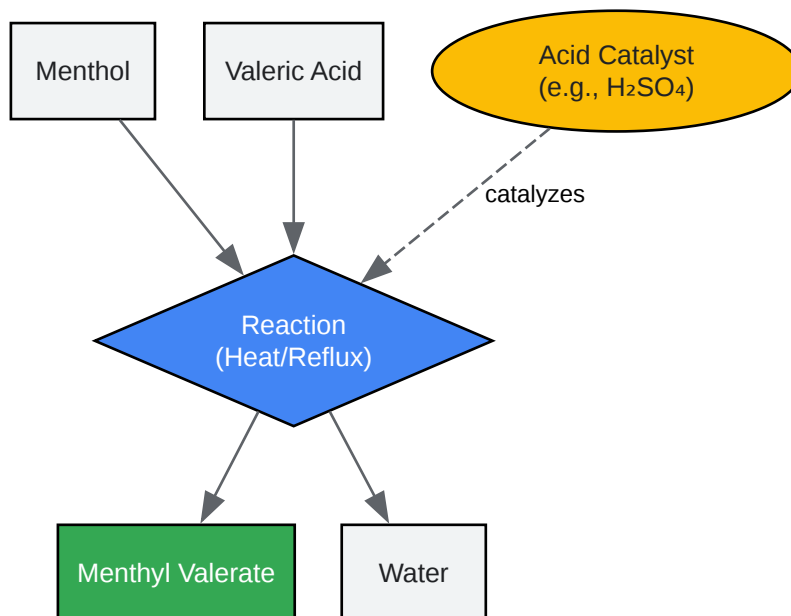 Menthol
Valeric Acid
Acid Catalyst
(e.g., H₂SO₄)
catalyzes
Reaction
(Heat/Reflux)
Menthyl Valerate
Water